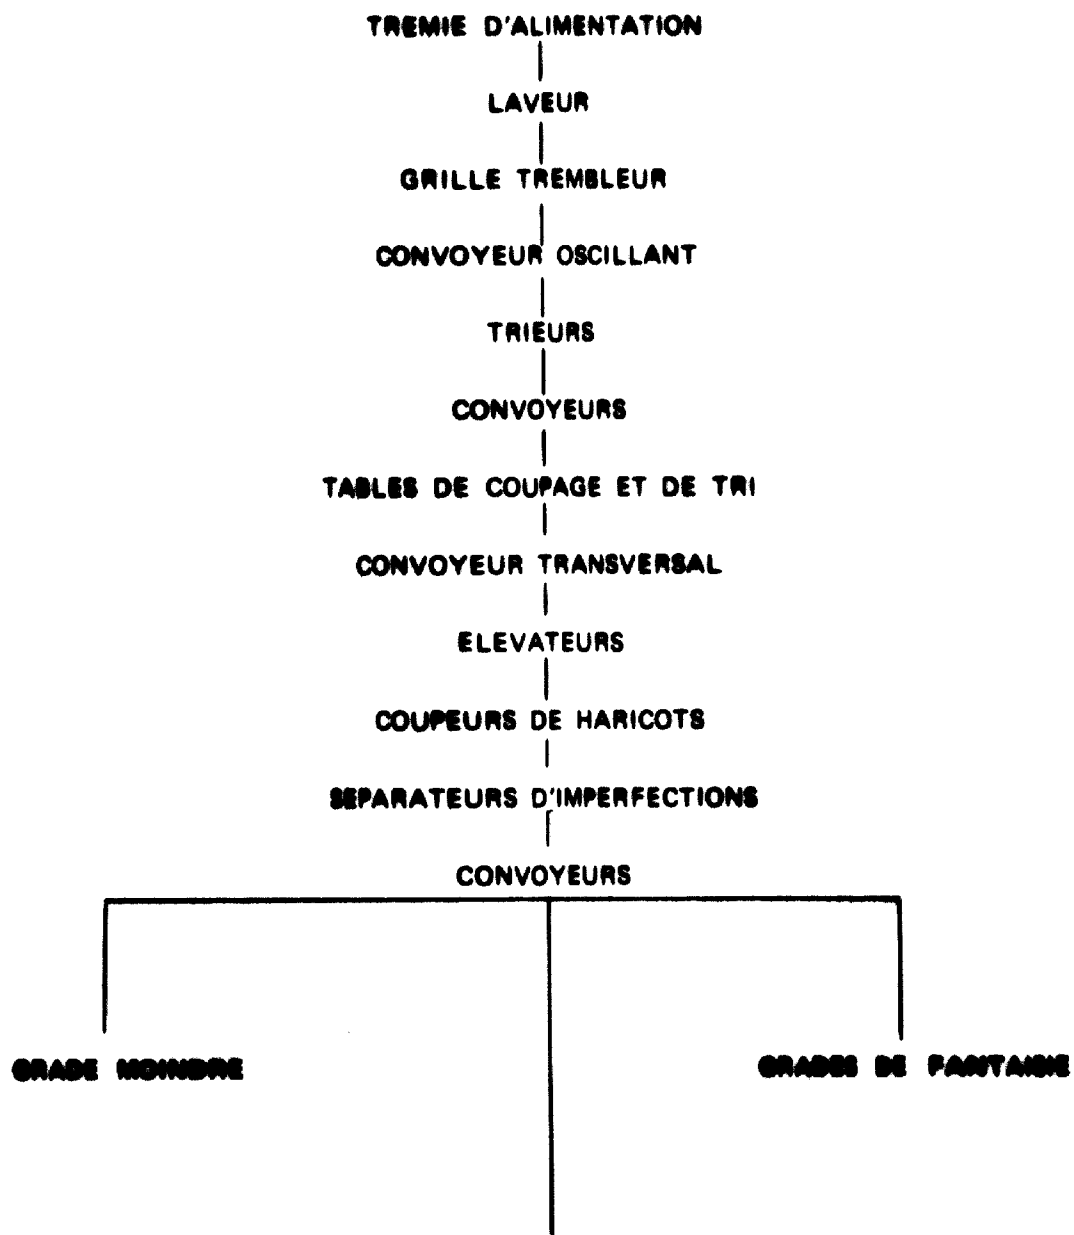 TREMIE D'ALIMENTATION
LAVEUR
GRILLE TREMBLEUR
CONVOYEUR OSCILLANT
TRIEURS
CONVOYEURS
TABLES DE COUPAGE ET DE TRI
CONVOYEUR TRANSVERSAL
ELEVATEURS
COUPEURS DE HARICOTS
SEPARATEURS D'IMPERFECTIONS
CONVOYEURS
GRADE MOINDRE
GRADES DE FANTAISIE